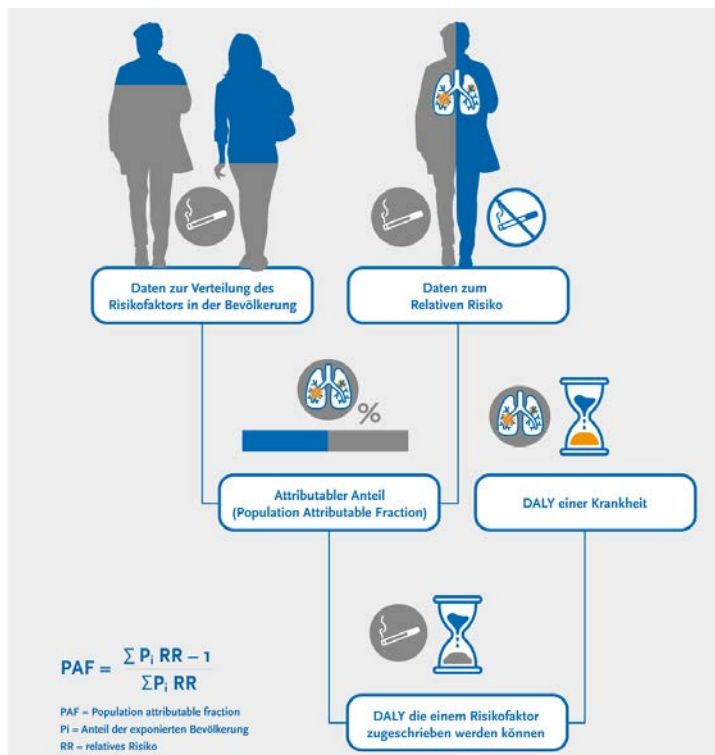 Daten zur Verteilung des
Risikofaktors in der Bevölkerung
Daten zum
Relativen Risiko
%
Attributabler Anteil
(Population Attributable Fraction)
DALY einer Krankheit
PAF = ∑ Pᵢ RR – 1
∑Pᵢ RR
PAF = Population attributable fraction
Pi = Anteil der exponierten Bevölkerung
RR = relatives Risiko
DALY die einem Risikofaktor
zugeschrieben werden können